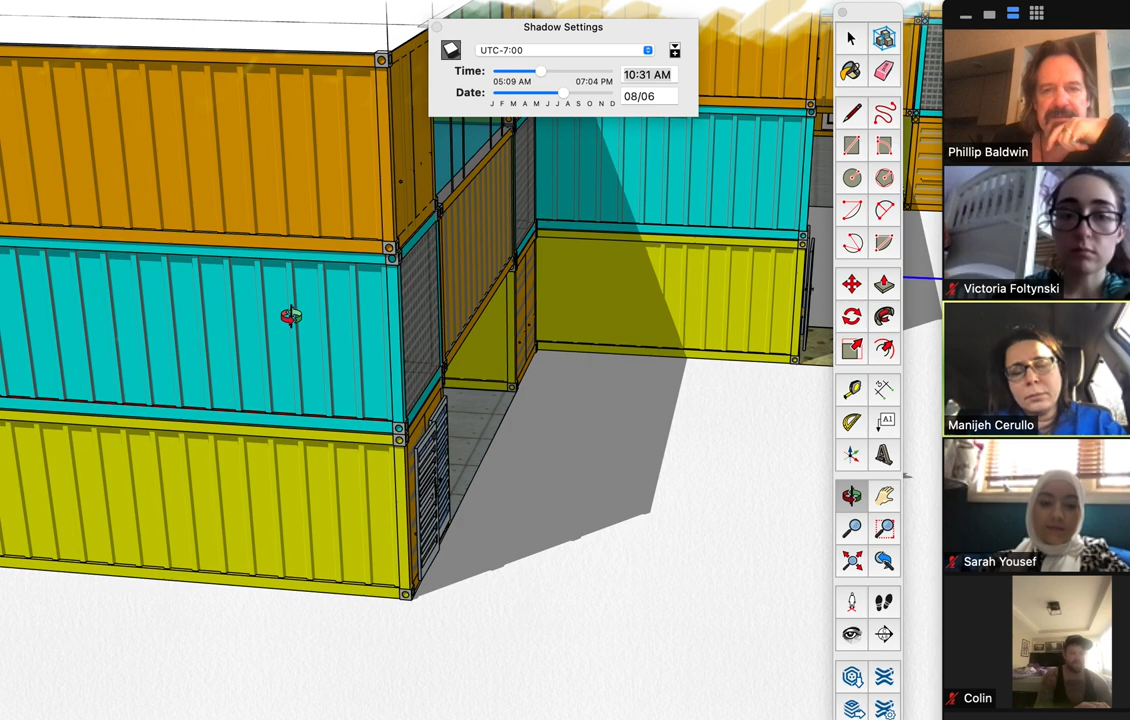 Shadow Settings
UTC-7:00
Time:
05:09 AM
07:04 PM
10:31 AM
Date:
J F M A M J J A S O N D
08/06
A1
Phillip Baldwin
Victoria Foltynski
Manijeh Cerullo
Sarah Yousef
Colin